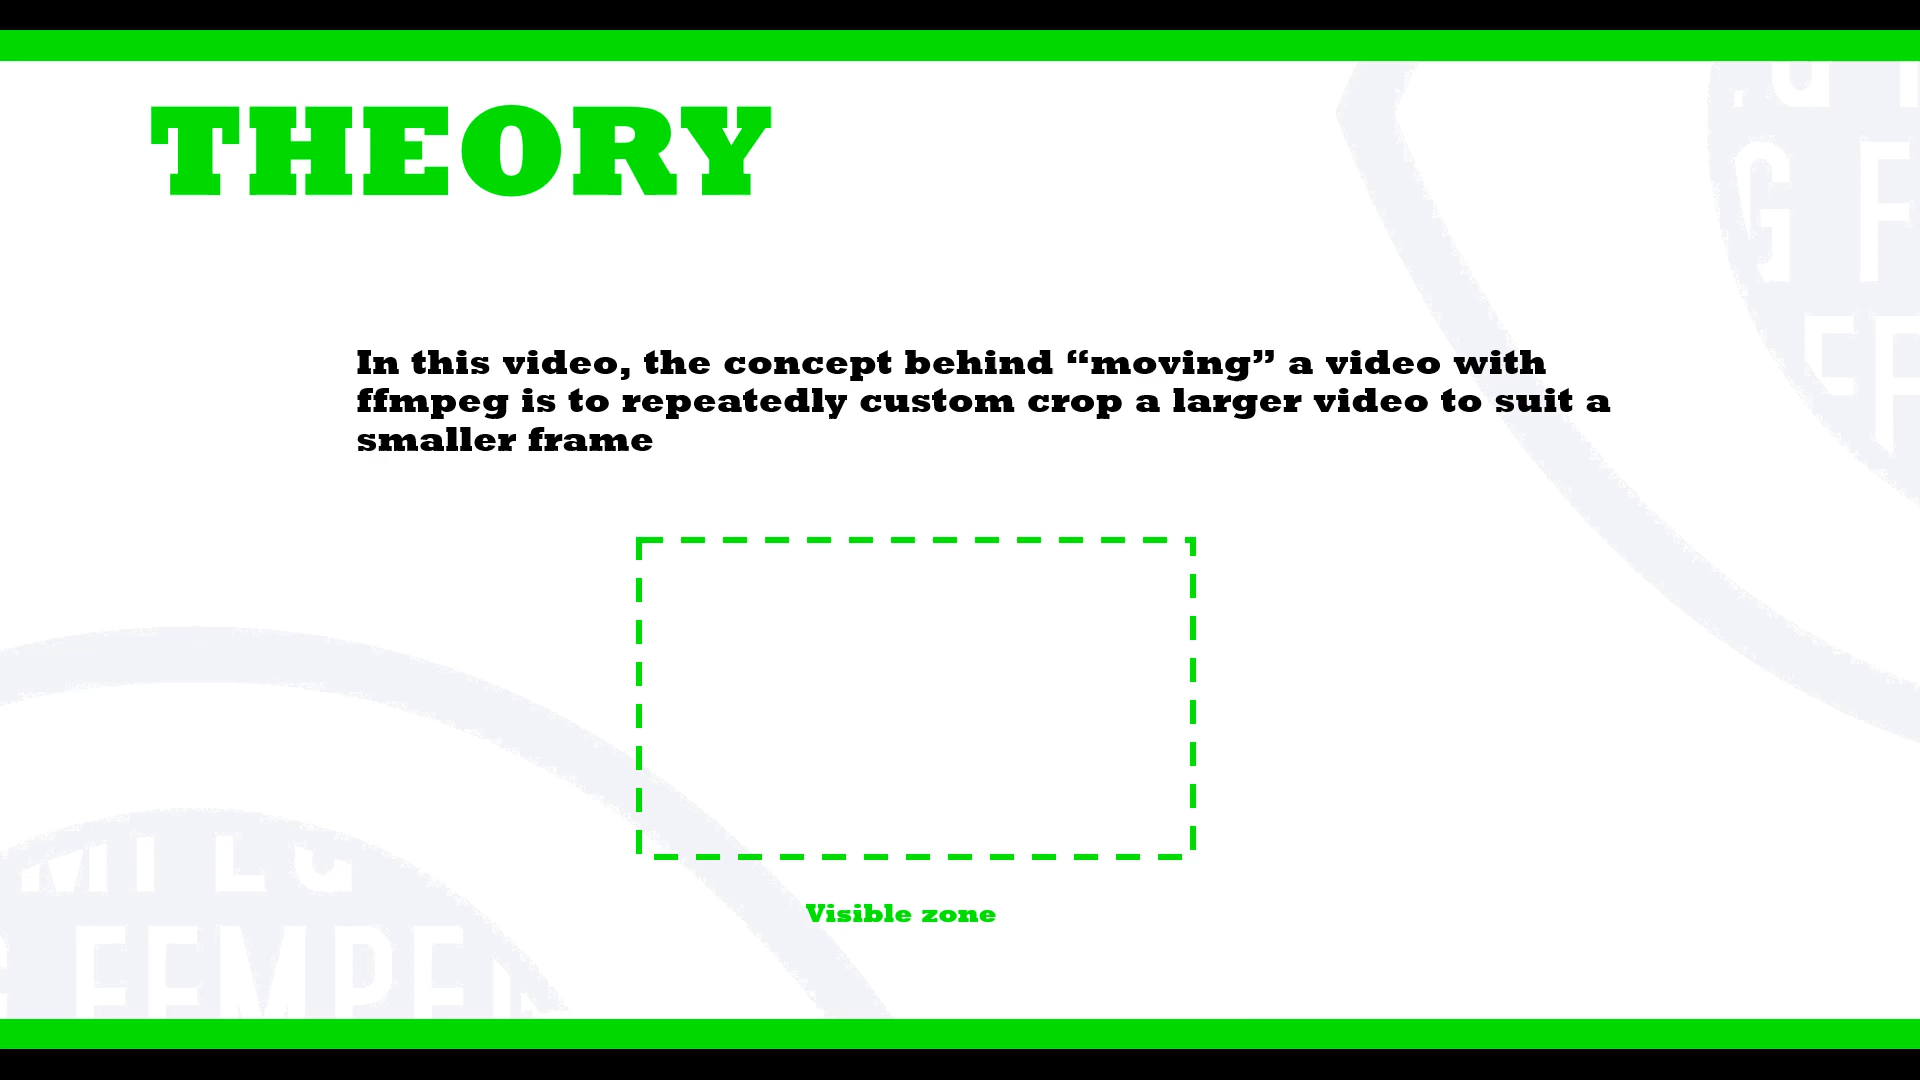 THEORY
In this video, the concept behind “moving” a video with
ffmpeg is to repeatedly custom crop a larger video to suit a
smaller frame
Visible zone